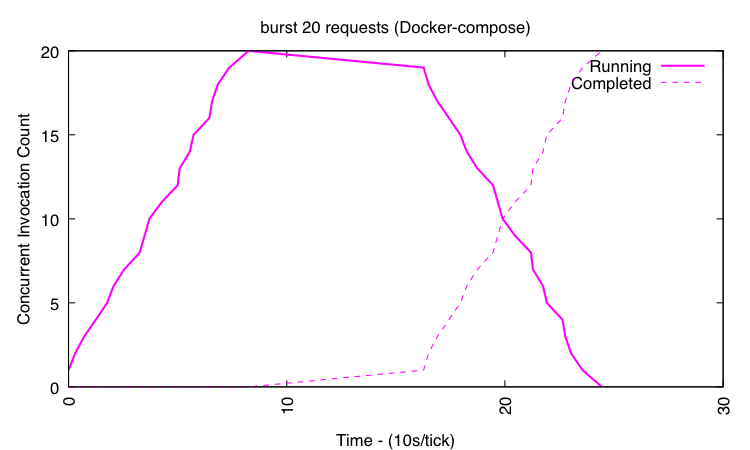 burst 20 requests (Docker-compose)
20
Running
Completed
15
10
5
0
Concurrent Invocation Count
0
10
20
30
Time - (10s/tick)